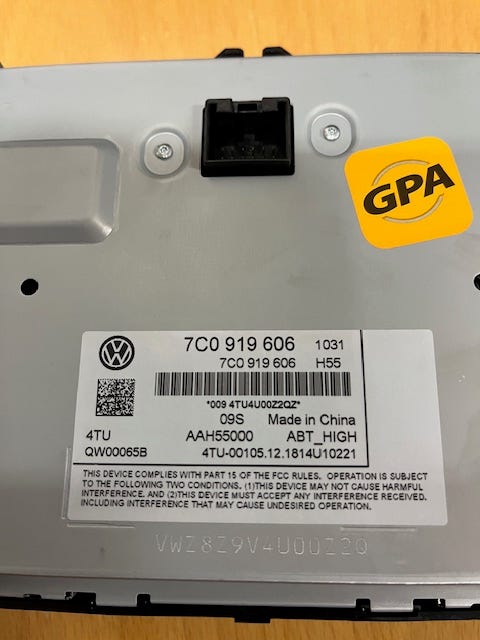 GPA
7C0 919 606 1031
7C0 919 606 H55
*009 4TU4U00Z2QZ*
09S Made in China
4TU AAH55000 ABT_HIGH
QW00065B 4TU-00105.12.1814U10221
THIS DEVICE COMPLIES WITH PART 15 OF THE FCC RULES. OPERATION IS SUBJECT
TO THE FOLLOWING TWO CONDITIONS. (1)THIS DEVICE MAY NOT CAUSE HARMFUL
INTERFERENCE. AND (2)THIS DEVICE MUST ACCEPT ANY INTERFERENCE RECEIVED.
INCLUDING INTERFERENCE THAT MAY CAUSE UNDESIRED OPERATION.
VWZ8Z9V4U00Z2Q